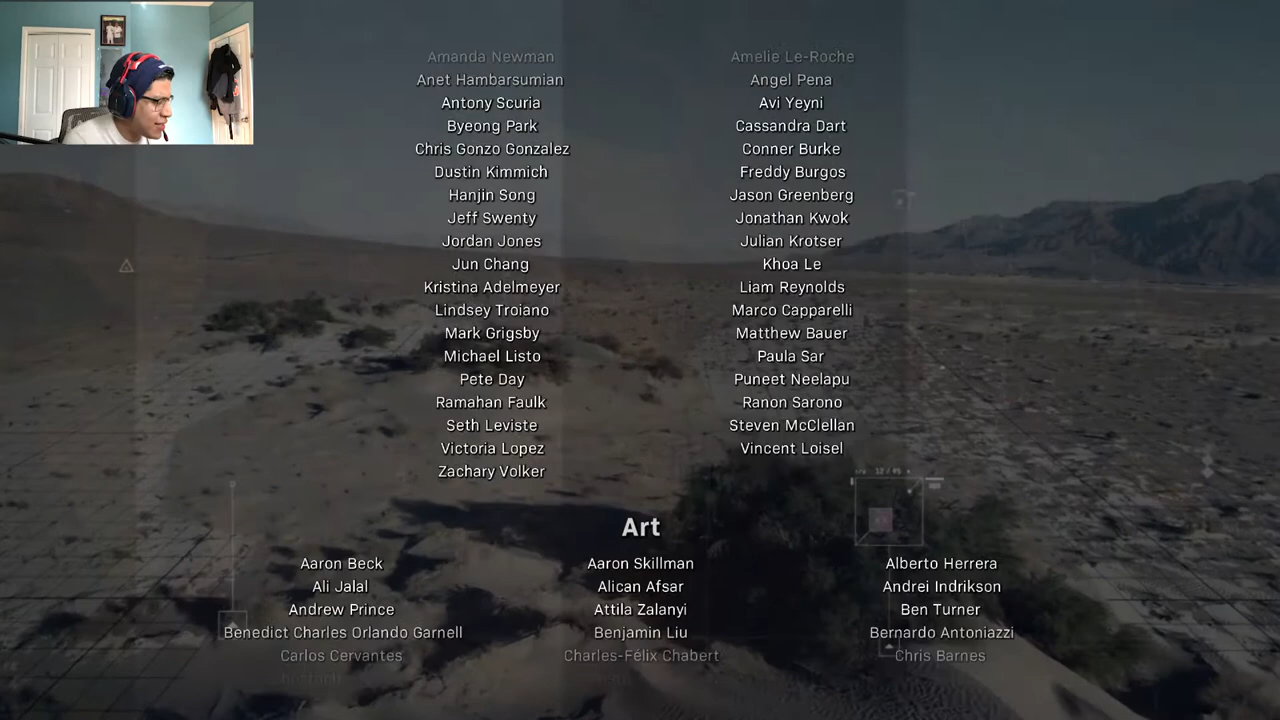 Amanda Newman
Anet Hambarsumian
Antony Scuria
Byeong Park
Chris Gonzo Gonzalez
Dustin Kimmich
Hanjin Song
Jeff Swenty
Jordan Jones
Jun Chang
Kristina Adelmeyer
Lindsey Troiano
Mark Grigsby
Michael Listo
Pete Day
Ramahan Faulk
Seth Leviste
Victoria Lopez
Zachary Volker
Amelie Le-Roche
Angel Pena
Avi Yeyni
Cassandra Dart
Conner Burke
Freddy Burgos
Jason Greenberg
Jonathan Kwok
Julian Krotser
Khoa Le
Liam Reynolds
Marco Capparelli
Matthew Bauer
Paula Sar
Puneet Neelapu
Ranon Sarono
Steven McClellan
Vincent Loisel
Art
Aaron Beck
Ali Jalal
Andrew Prince
Benedict Charles Orlando Garnell
Carlos Cervantes
Aaron Skillman
Alican Afsar
Attila Zalanyi
Benjamin Liu
Charles-Félix Chabert
Alberto Herrera
Andrei Indrikson
Ben Turner
Bernardo Antoniazzi
Chris Barnes